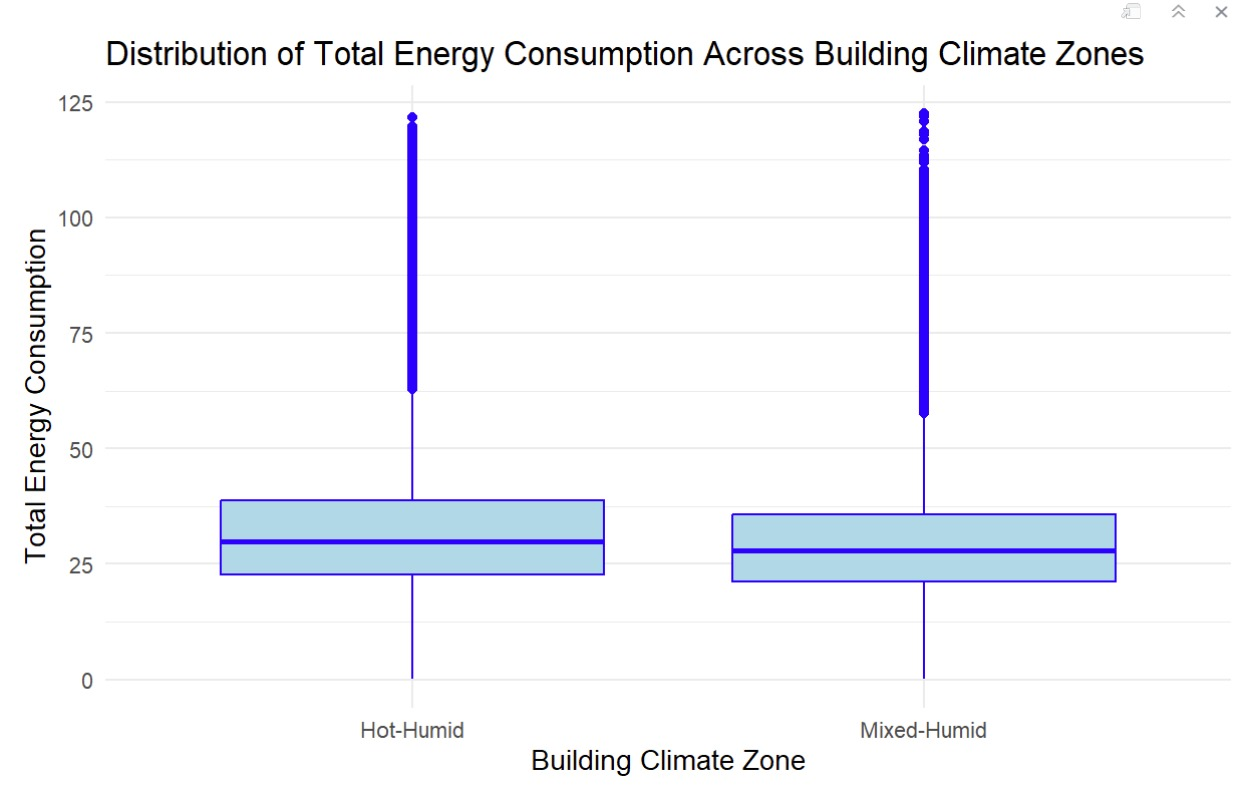 Distribution of Total Energy Consumption Across Building Climate Zones
Total Energy Consumption
125
100
75
50
25
0
Hot-Humid
Mixed-Humid
Building Climate Zone